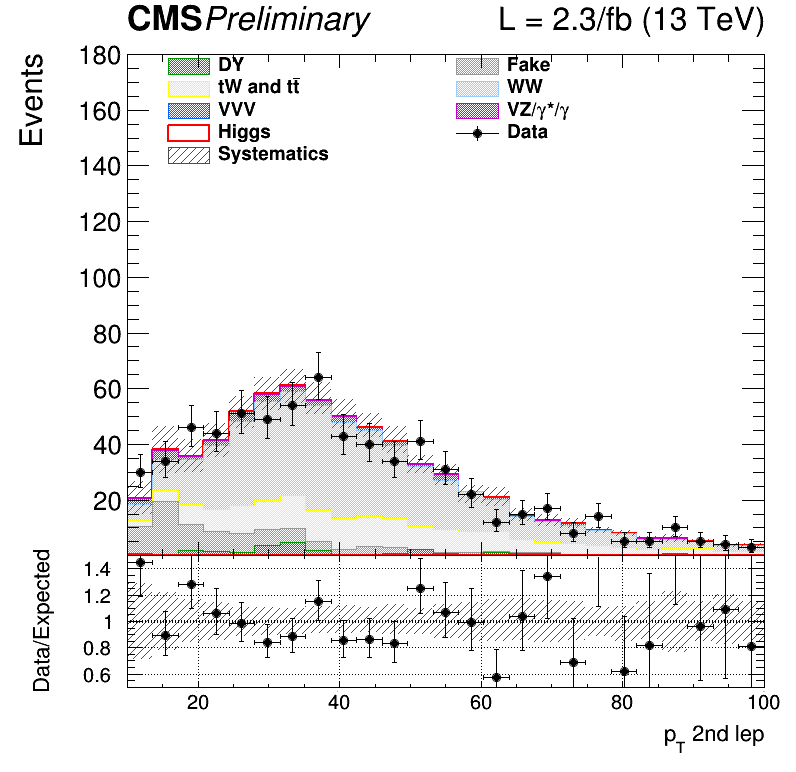 CMS Preliminary L = 2.3/fb (13 TeV)
Events
180
160
140
120
100
80
60
40
20
DY Fake
tW and tt̄ WW
VVV VZ/γ*/γ
Higgs Data
Systematics
Data/Expected
1.4
1.2
1
0.8
0.6
20 40 60 80 100
p_T 2nd lep